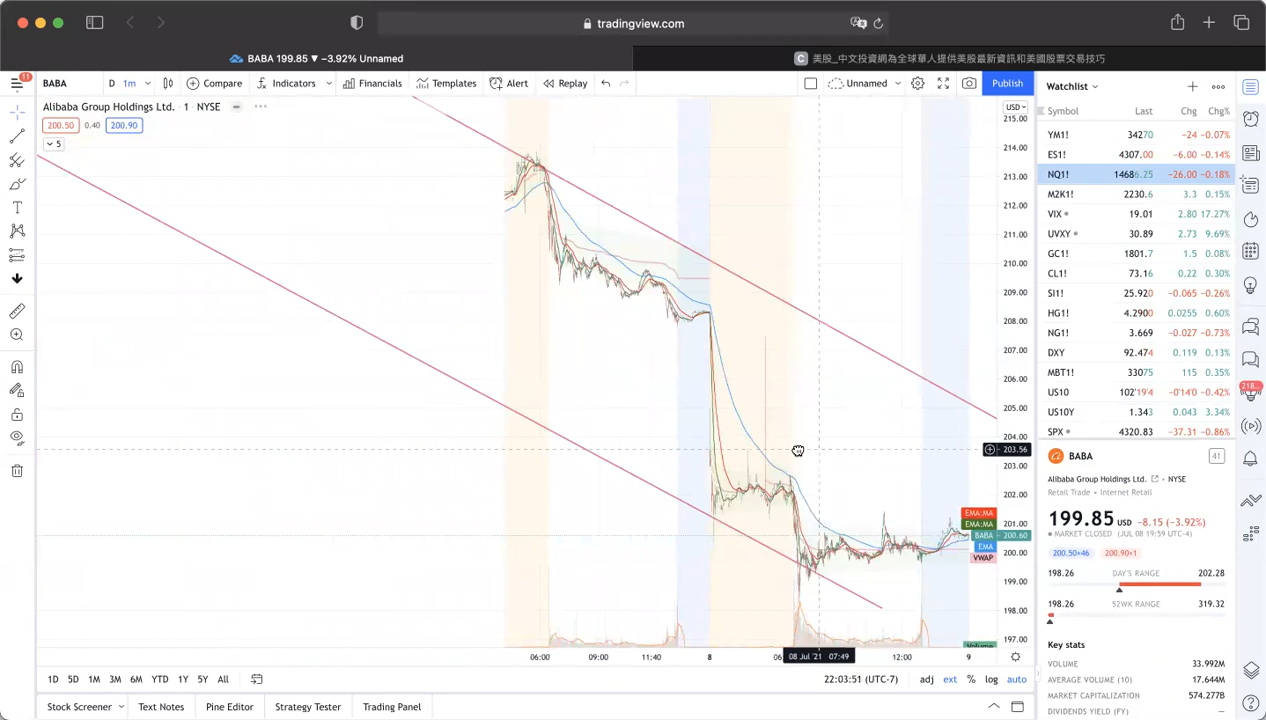 tradingview.com
BABA 199.85 ▼ −3.92% Unnamed
C 美股_中文投資網為全球華人提供美股最新資訊和美國股票交易技巧
11
BABA D 1m Compare Indicators Financials Templates Alert Replay Unnamed Publish
Alibaba Group Holdings Ltd. · 1 · NYSE
200.50 0.40 200.90
5
USD
215.00
214.00
213.00
212.00
211.00
210.00
209.00
208.00
207.00
206.00
205.00
204.00
203.56
203.00
202.00
201.00
200.00
199.00
198.00
197.00
EMA:MA
EMA:MA
BABA 200.60
EMA
VWAP
Volume
06:00 09:00 11:40 8 08 Jul '21 07:49 12:00 9
1D 5D 1M 3M 6M YTD 1Y 5Y All 22:03:51 (UTC-7) adj ext % log auto
Stock Screener Text Notes Pine Editor Strategy Tester Trading Panel
Watchlist
Symbol Last Chg Chg%
YM1! 34270 −24 −0.07%
ES1! 4307.00 −6.00 −0.14%
NQ1! 14686.25 −26.00 −0.18%
M2K1! 2230.6 3.3 0.15%
VIX 19.01 2.80 17.27%
UVXY 30.89 2.73 9.69%
GC1! 1801.7 1.5 0.08%
CL1! 73.16 0.22 0.30%
SI1! 25.920 −0.065 −0.26%
HG1! 4.2900 0.0255 0.60%
NG1! 3.669 −0.027 −0.73%
DXY 92.474 0.119 0.13%
MBT1! 33075 115 0.35%
US10 102'19'4 −0'14'0 −0.42%
US10Y 1.343 0.043 3.34%
SPX 4320.83 −37.31 −0.86%
BABA 41
Alibaba Group Holdings Ltd. · NYSE
Retail Trade · Internet Retail
199.85 USD −8.15 (−3.92%)
MARKET CLOSED (JUL 08 19:59 UTC-4)
200.50×46 200.90×1
198.26 DAY'S RANGE 202.28
198.26 52WK RANGE 319.32
Key stats
VOLUME 33.992M
AVERAGE VOLUME (10) 17.644M
MARKET CAPITALIZATION 574.277B
DIVIDENDS YIELD (FY) —